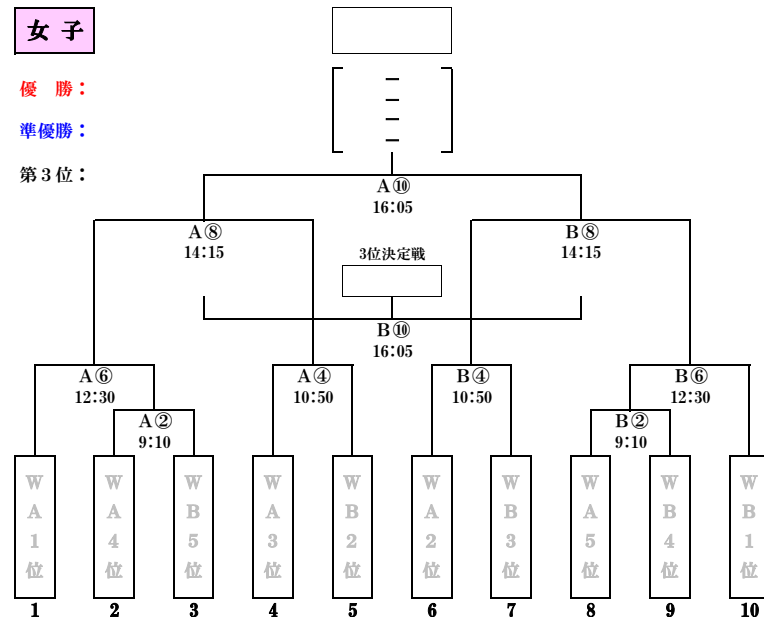 女 子
優　勝：
準優勝：
第３位：
ー
ー
ー
ー
A⑩
16：05
A⑧
14：15
B⑧
14：15
3位決定戦
B⑩
16：05
A⑥
12：30
A④
10：50
B④
10：50
B⑥
12：30
A②
9：10
B②
9：10
WA1位
WA4位
WB5位
WA3位
WB2位
WA2位
WB3位
WA5位
WB4位
WB1位
1 2 3 4 5 6 7 8 9 10